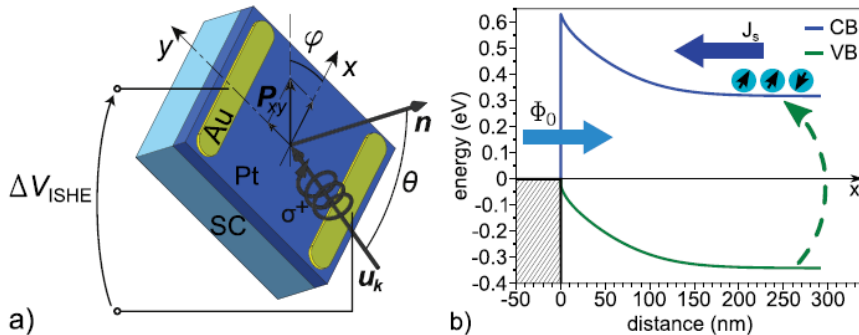 y
φ
x
P_xy
n
Au
Pt
θ
ΔV_ISHE
σ⁺
SC
u_k
a)
b)
0.6
0.5
0.4
0.3
0.2
0.1
0
-0.1
-0.2
-0.3
-0.4
energy (eV)
J_s
CB
VB
Φ_0
x
-50 0 50 100 150 200 250 300
distance (nm)